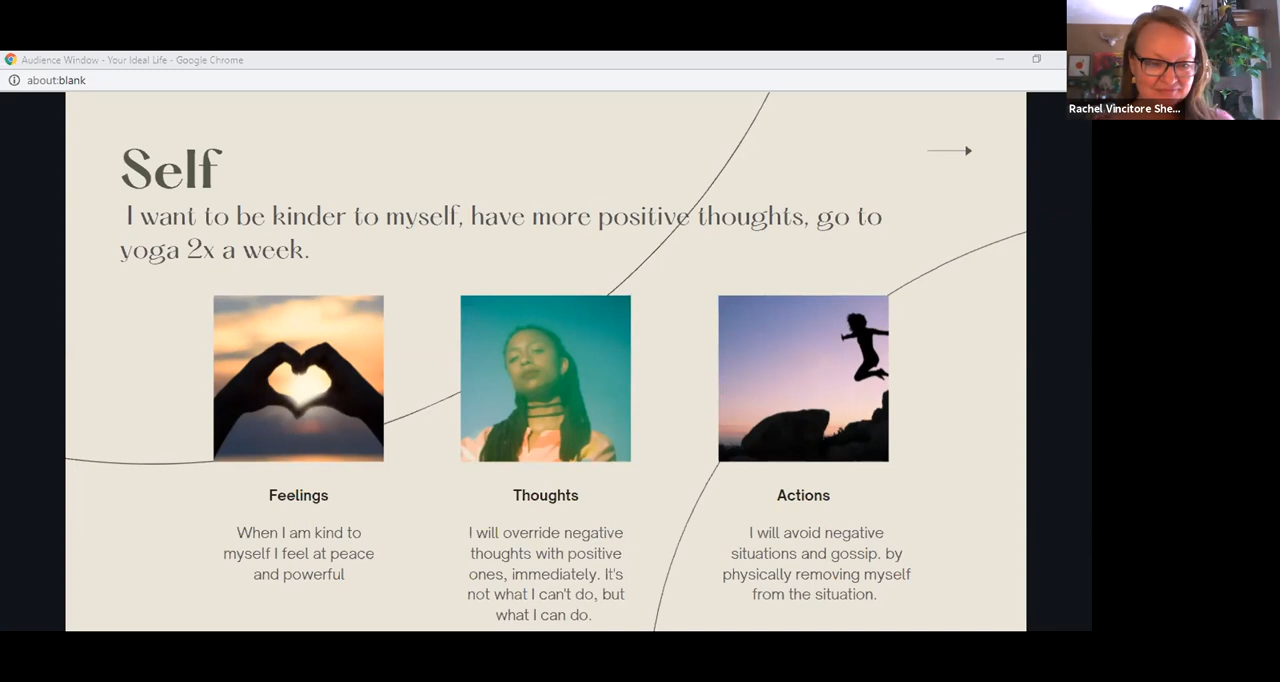 Audience Window - Your Ideal Life - Google Chrome
about:blank
Rachel Vincitore She...
Self
I want to be kinder to myself, have more positive thoughts, go to
yoga 2x a week.
Feelings
When I am kind to
myself I feel at peace
and powerful
Thoughts
I will override negative
thoughts with positive
ones, immediately. It's
not what I can't do, but
what I can do.
Actions
I will avoid negative
situations and gossip. by
physically removing myself
from the situation.